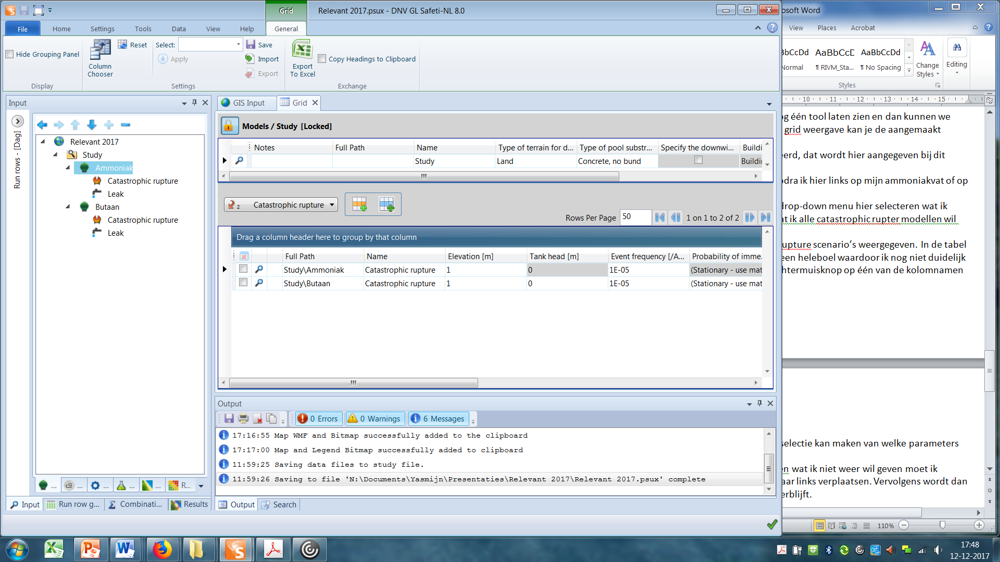 Grid
Relevant 2017.psux - DNV GL Safeti-NL 8.0
File
Home
Settings
Tools
Data
View
Help
General
Hide Grouping Panel
Column Chooser
Reset
Select:
Apply
Save
Import
Export
Export To Excel
Copy Headings to Clipboard
Display
Settings
Exchange
Input
Run rows - [Dag]
Relevant 2017
Study
Ammoniak
Catastrophic rupture
Leak
Butaan
Catastrophic rupture
Leak
... ... ... ... ... R...
Input
Run row g...
Combinati...
Results
GIS Input
Grid
Models / Study [Locked]
Notes Full Path Name Type of terrain for d... Type of pool substr... Specify the downwi... Buildi
Study Land Concrete, no bund Buildin
2 Catastrophic rupture
Rows Per Page 50 1 on 1 to 2 of 2
Drag a column header here to group by that column
Full Path Name Elevation [m] Tank head [m] Event frequency [/A... Probability of imme.
Study\Ammoniak Catastrophic rupture 1 0 1E-05 (Stationary - use mat
Study\Butaan Catastrophic rupture 1 0 1E-05 (Stationary - use mat
Output
0 Errors
0 Warnings
6 Messages
17:16:55 Map WMF and Bitmap successfully added to the clipboard
17:17:00 Map and Legend Bitmap successfully added to clipboard
11:59:25 Saving data files to study file.
11:59:26 Saving to file 'N:\Documents\Yasmijn\Presentaties\Relevant 2017\Relevant 2017.psux' complete
Output
Search
osoft Word
View
Places
Acrobat
BbCcDd AaBbCcD AaBbCcDd
Normal ¶ RIVM_Sta... ¶ No Spacing
Change Styles
Editing
Styles
10 11 12 13 14 15
og één tool laten zien en dan kunnen we
grid weergave kan je de aangemaakt
eerd, dat wordt hier aangegeven bij dit
odra ik hier links op mijn ammoniakvat of op
drop-down menu hier selecteren wat ik
at ik alle catastrophic rupter modellen wil
upture scenario's weergegeven. In de tabel
een heleboel waardoor ik nog niet duidelijk
htermuisknop op één van de kolomnamen
selectie kan maken van welke parameters
en wat ik niet weer wil geven moet ik
aar links verplaatsen. Vervolgens wordt dan
erblijft.
110%
17:48
12-12-2017